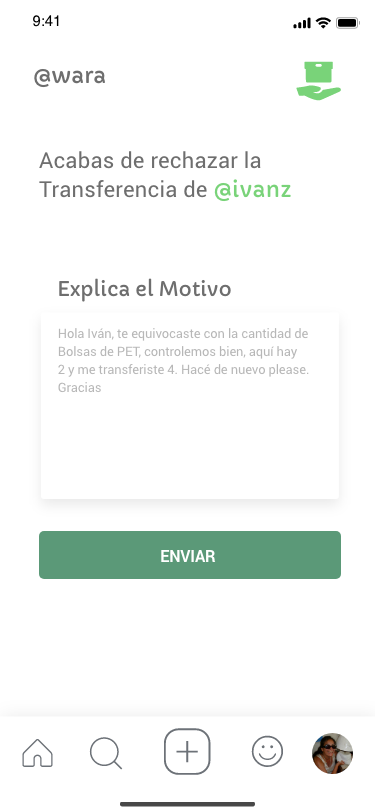 9:41
@wara
Acabas de rechazar la
Transferencia de @ivanz
Explica el Motivo
Hola Iván, te equivocaste con la cantidad de
Bolsas de PET, controlemos bien, aquí hay
2 y me transferiste 4. Hacé de nuevo please.
Gracias
ENVIAR